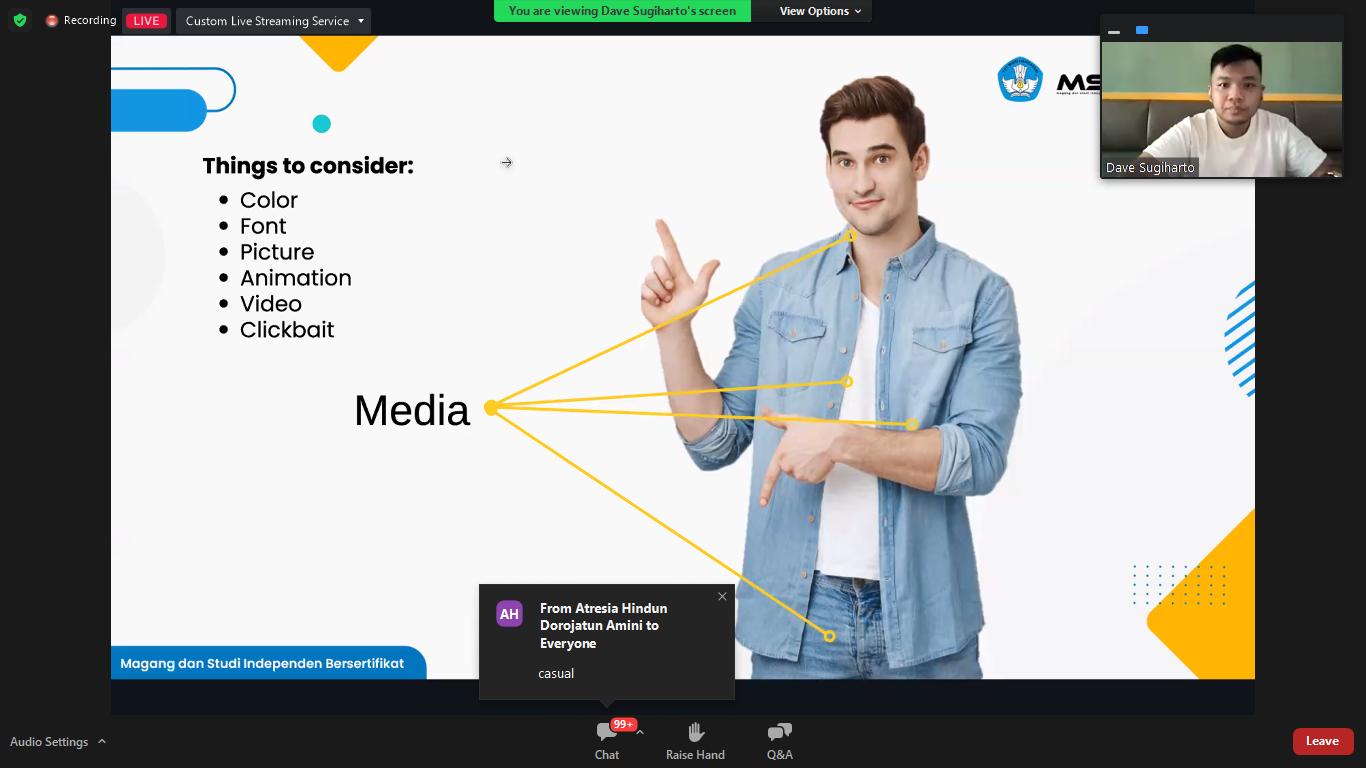 Recording
LIVE
Custom Live Streaming Service
You are viewing Dave Sugiharto's screen
View Options
Dave Sugiharto
Things to consider:
Color
Font
Picture
Animation
Video
Clickbait
Media
Magang dan Studi Independen Bersertifikat
AH
From Atresia Hindun
Dorojatun Amini to
Everyone
casual
Audio Settings
99+
Chat
Raise Hand
Q&A
Leave